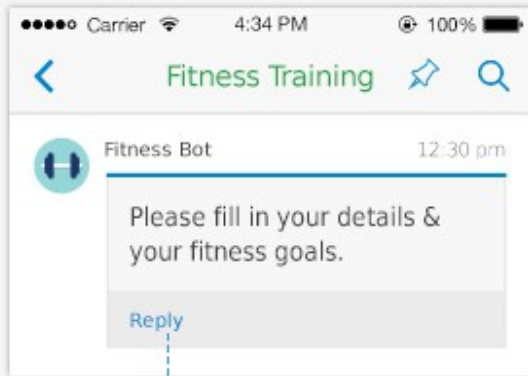 Carrier 4:34 PM 100%
Fitness Training
Fitness Bot 12:30 pm
Please fill in your details &
your fitness goals.
Reply